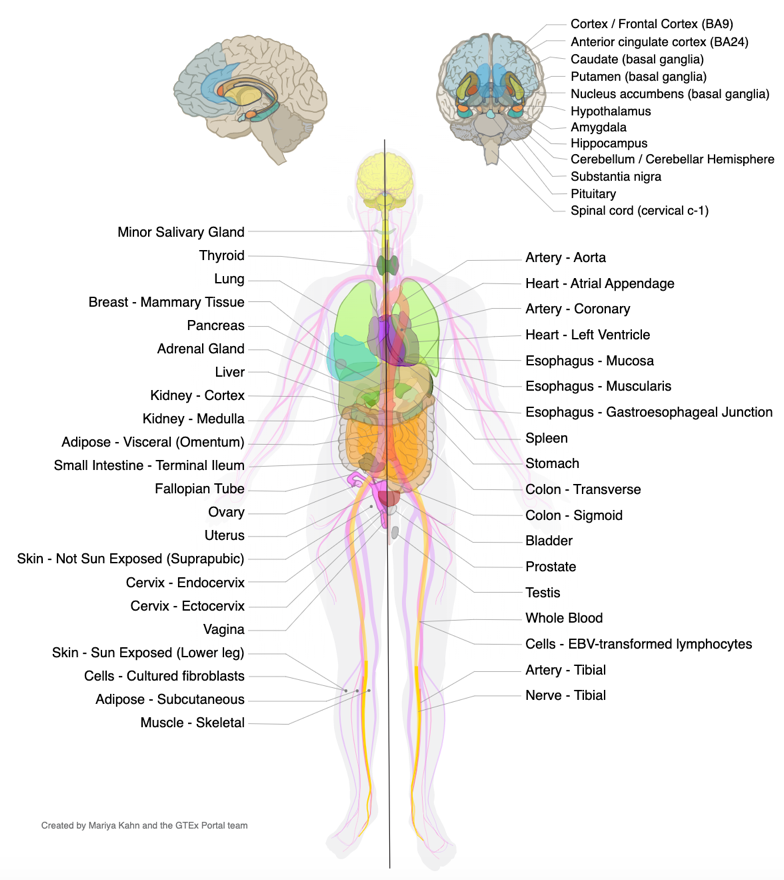 Cortex / Frontal Cortex (BA9)
Anterior cingulate cortex (BA24)
Caudate (basal ganglia)
Putamen (basal ganglia)
Nucleus accumbens (basal ganglia)
Hypothalamus
Amygdala
Hippocampus
Cerebellum / Cerebellar Hemisphere
Substantia nigra
Pituitary
Spinal cord (cervical c-1)
Minor Salivary Gland
Thyroid
Lung
Breast - Mammary Tissue
Pancreas
Adrenal Gland
Liver
Kidney - Cortex
Kidney - Medulla
Adipose - Visceral (Omentum)
Small Intestine - Terminal Ileum
Fallopian Tube
Ovary
Uterus
Skin - Not Sun Exposed (Suprapubic)
Cervix - Endocervix
Cervix - Ectocervix
Vagina
Skin - Sun Exposed (Lower leg)
Cells - Cultured fibroblasts
Adipose - Subcutaneous
Muscle - Skeletal
Artery - Aorta
Heart - Atrial Appendage
Artery - Coronary
Heart - Left Ventricle
Esophagus - Mucosa
Esophagus - Muscularis
Esophagus - Gastroesophageal Junction
Spleen
Stomach
Colon - Transverse
Colon - Sigmoid
Bladder
Prostate
Testis
Whole Blood
Cells - EBV-transformed lymphocytes
Artery - Tibial
Nerve - Tibial
Created by Mariya Kahn and the GTEx Portal team